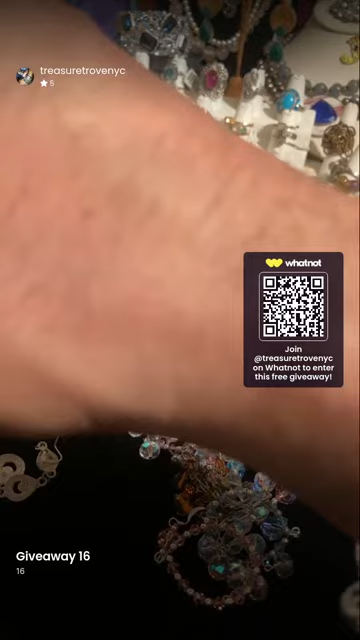 treasuretrovenyc
★ 5
whatnot
Join
@treasuretrovenyc
on Whatnot to enter
this free giveaway!
Giveaway 16
16